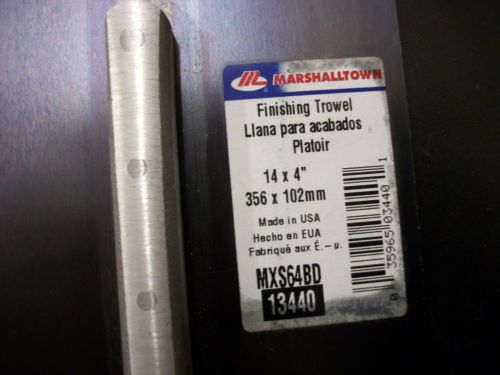 ML MARSHALLTOWN
Finishing Trowel
Llana para acabados
Platoir
14 x 4"
356 x 102mm
Made in USA
Hecho en EUA
Fabriqué aux É.-u.
MXS64BD
13440
0 35965 03440 1